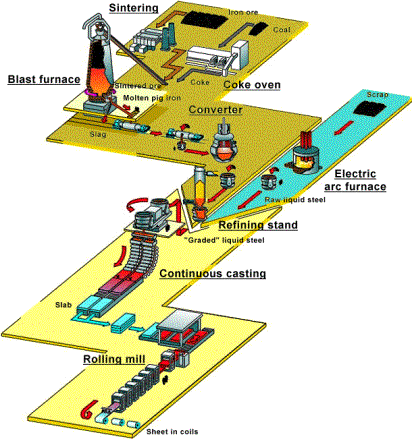 Sintering
Iron ore
Coal
Blast furnace
Sintered ore
Coke
Coke oven
Molten pig iron
Converter
Scrap
Slag
Electric
arc furnace
Raw liquid steel
Refining stand
"Graded" liquid steel
Continuous casting
Slab
Rolling mill
Sheet in coils